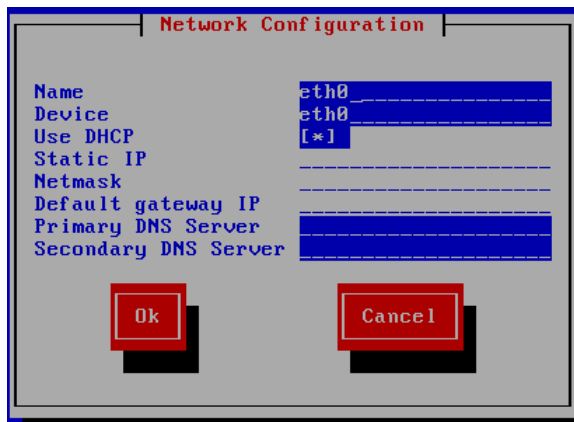 Network Configuration
Name eth0
Device eth0
Use DHCP [*]
Static IP
Netmask
Default gateway IP
Primary DNS Server
Secondary DNS Server
Ok Cancel